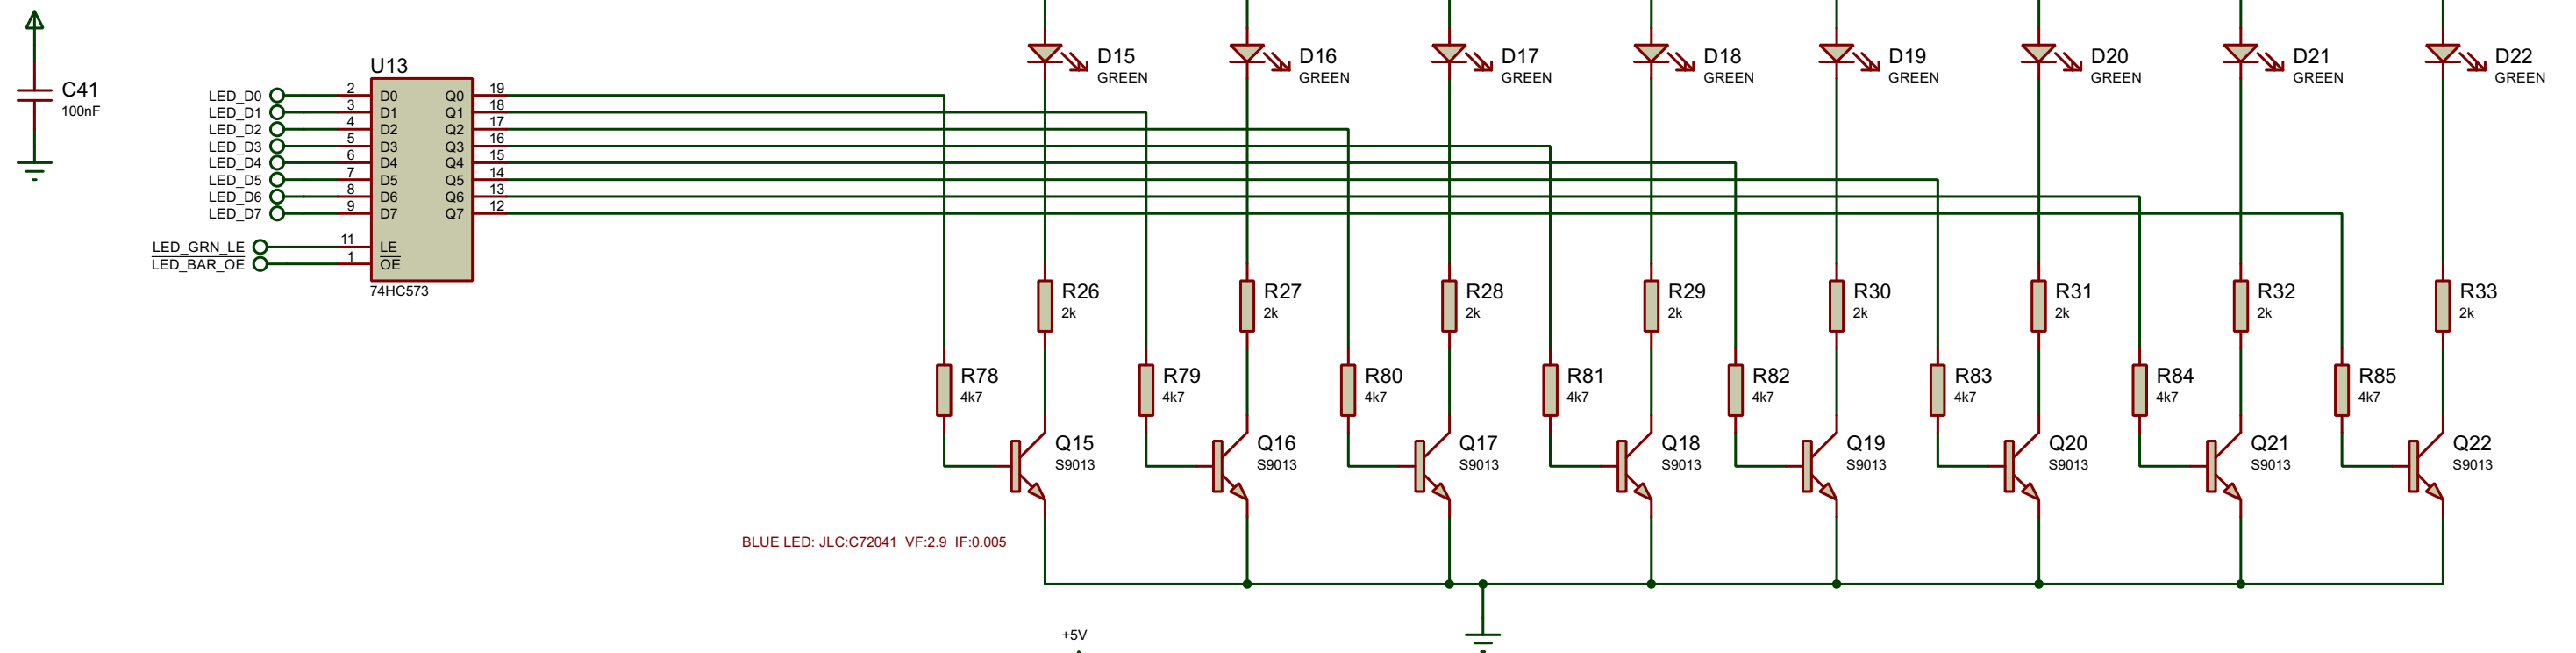 C41
100nF
U13
LED_D0 2 D0 Q0 19
LED_D1 3 D1 Q1 18
LED_D2 4 D2 Q2 17
LED_D3 5 D3 Q3 16
LED_D4 6 D4 Q4 15
LED_D5 7 D5 Q5 14
LED_D6 8 D6 Q6 13
LED_D7 9 D7 Q7 12
LED_GRN_LE 11 LE
LED_BAR_OE 1 OE
74HC573
D15 D16 D17 D18 D19 D20 D21 D22
GREEN GREEN GREEN GREEN GREEN GREEN GREEN GREEN
R26 R27 R28 R29 R30 R31 R32 R33
2k 2k 2k 2k 2k 2k 2k 2k
R78 R79 R80 R81 R82 R83 R84 R85
4k7 4k7 4k7 4k7 4k7 4k7 4k7 4k7
Q15 Q16 Q17 Q18 Q19 Q20 Q21 Q22
S9013 S9013 S9013 S9013 S9013 S9013 S9013 S9013
BLUE LED: JLC:C72041 VF:2.9 IF:0.005
+5V